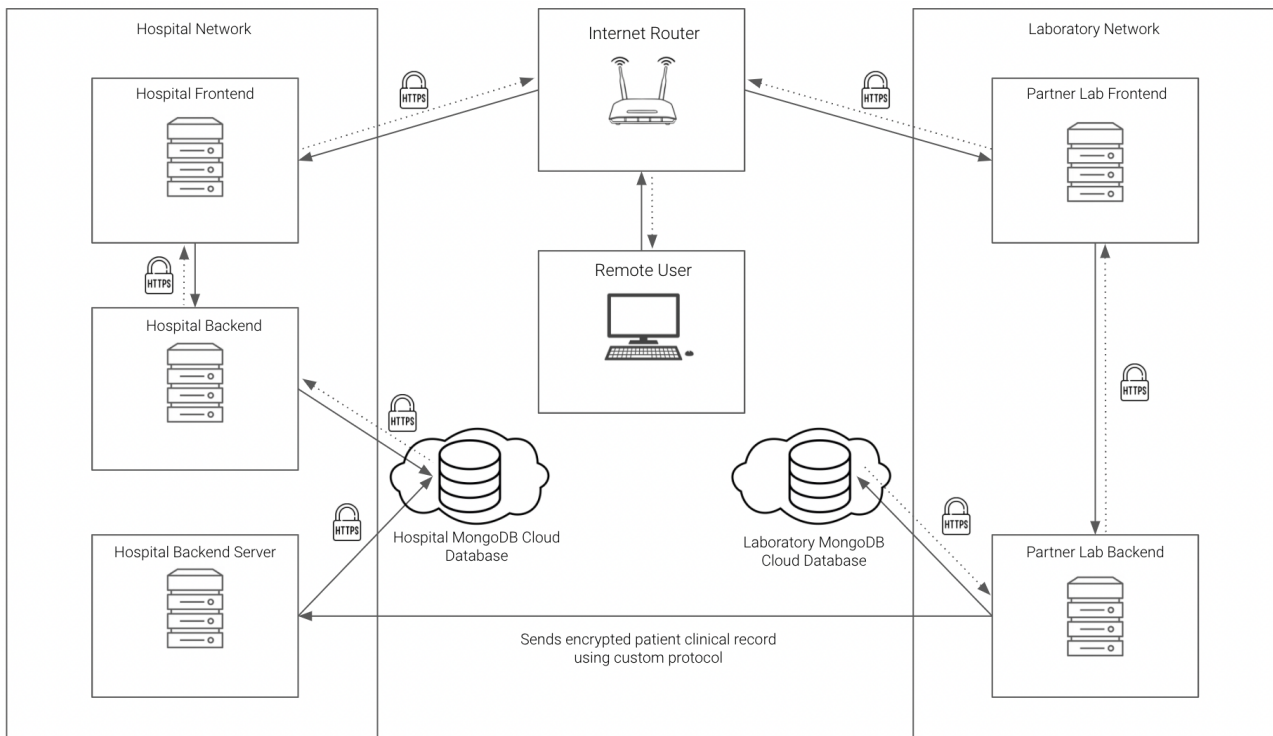 Hospital Network
Internet Router
Laboratory Network
Hospital Frontend
HTTPS
HTTPS
Partner Lab Frontend
HTTPS
Hospital Backend
Remote User
HTTPS
HTTPS
HTTPS
HTTPS
Hospital MongoDB Cloud
Database
Laboratory MongoDB
Cloud Database
Hospital Backend Server
Partner Lab Backend
Sends encrypted patient clinical record
using custom protocol